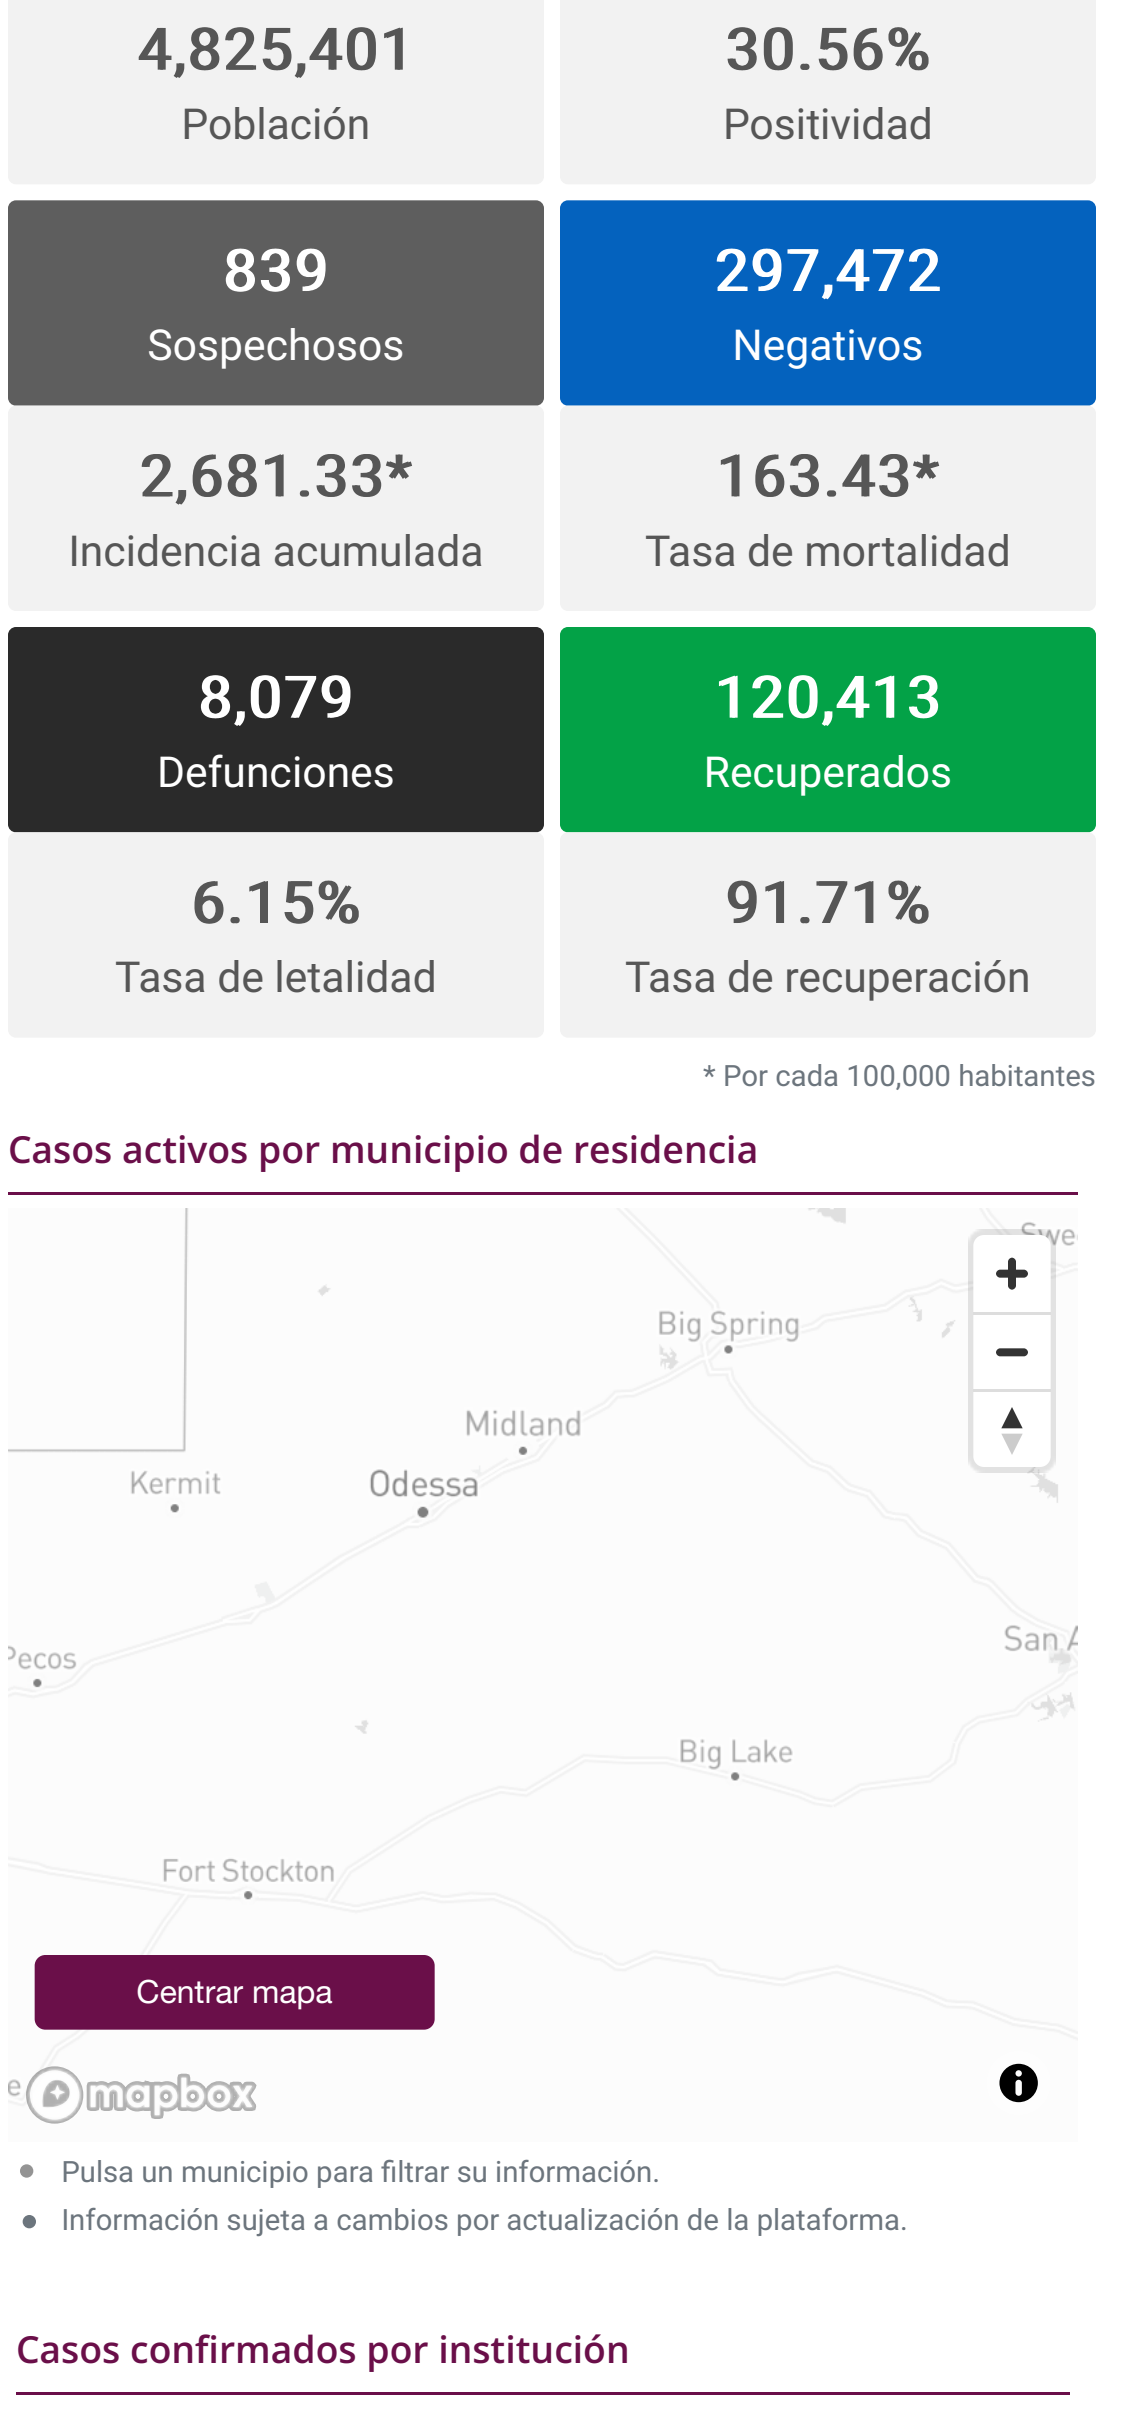 4,825,401
Población
30.56%
Positividad
839
Sospechosos
297,472
Negativos
2,681.33*
Incidencia acumulada
163.43*
Tasa de mortalidad
8,079
Defunciones
120,413
Recuperados
6.15%
Tasa de letalidad
91.71%
Tasa de recuperación
* Por cada 100,000 habitantes
Casos activos por municipio de residencia
Swe
Big Spring
Midland
Kermit
Odessa
San A
Pecos
Big Lake
Fort Stockton
Centrar mapa
e
mapbox
Pulsa un municipio para filtrar su información.
Información sujeta a cambios por actualización de la plataforma.
Casos confirmados por institución